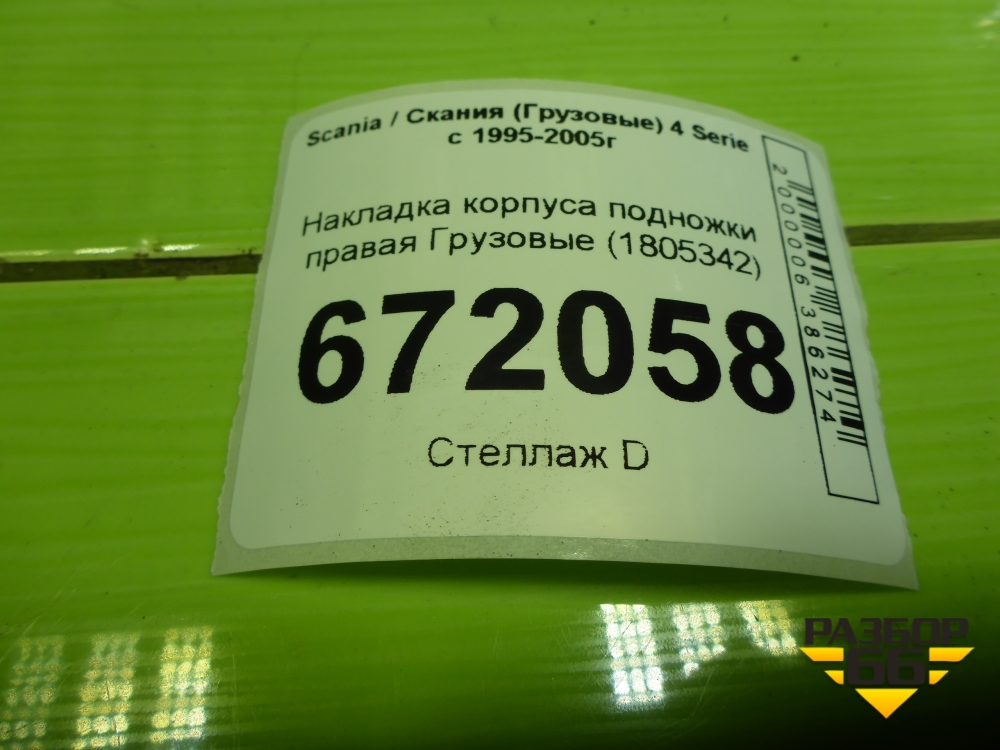 Scania / Скания (Грузовые) 4 Serie
с 1995-2005г
Накладка корпуса подножки
правая Грузовые (1805342)
672058
Стеллаж D
2000006386274
РАЗБОР
66